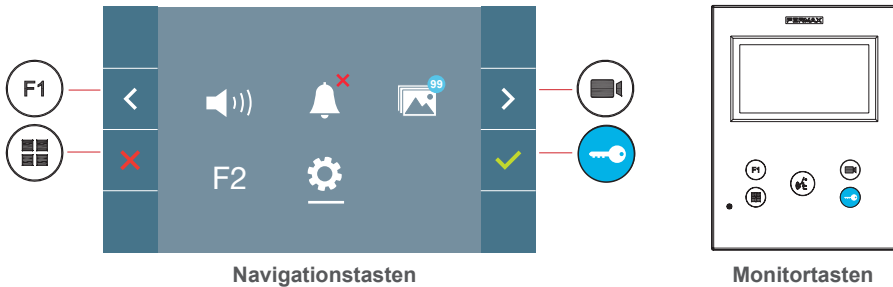 FERMAX
F1
99
F2
F1
Navigationstasten
Monitortasten